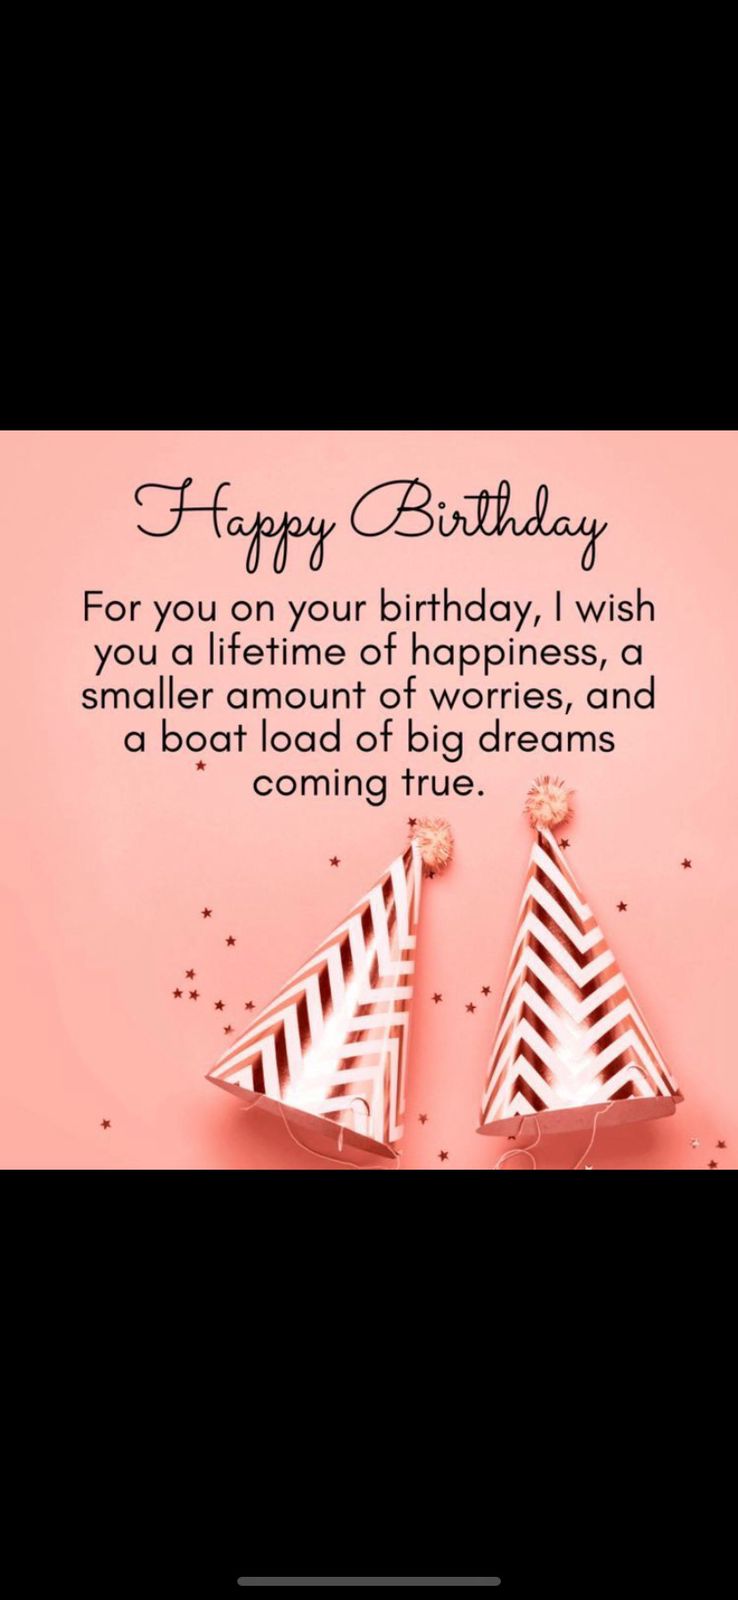 Happy Birthday
For you on your birthday, I wish
you a lifetime of happiness, a
smaller amount of worries, and
a boat load of big dreams
coming true.